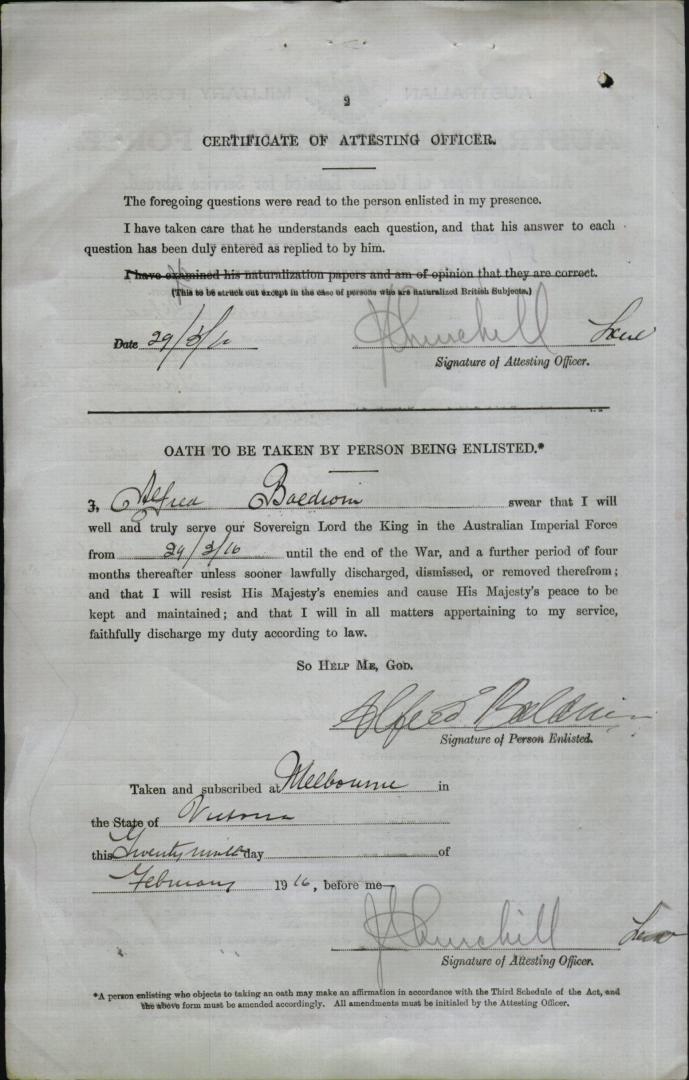 2
CERTIFICATE OF ATTESTING OFFICER.
The foregoing questions were read to the person enlisted in my presence.
I have taken care that he understands each question, and that his answer to each
question has been duly entered as replied to by him.
I have examined his naturalization papers and am of opinion that they are correct.
(This to be struck out except in the case of persons who are naturalized British Subjects.)
Date 29/2/16 Churchill Lieut
Signature of Attesting Officer.
OATH TO BE TAKEN BY PERSON BEING ENLISTED.*
I, Alfred Baldwin swear that I will
well and truly serve our Sovereign Lord the King in the Australian Imperial Force
from 29/2/16 until the end of the War, and a further period of four
months thereafter unless sooner lawfully discharged, dismissed, or removed therefrom;
and that I will resist His Majesty's enemies and cause His Majesty's peace to be
kept and maintained; and that I will in all matters appertaining to my service,
faithfully discharge my duty according to law.
SO HELP ME, GOD.
Alfred Baldwin
Signature of Person Enlisted.
Taken and subscribed at Melbourne in
the State of Victoria
this Twenty ninth day of
February 1916, before me—
Churchill Lieut
Signature of Attesting Officer.
*A person enlisting who objects to taking an oath may make an affirmation in accordance with the Third Schedule of the Act, and
the above form must be amended accordingly. All amendments must be initialed by the Attesting Officer.